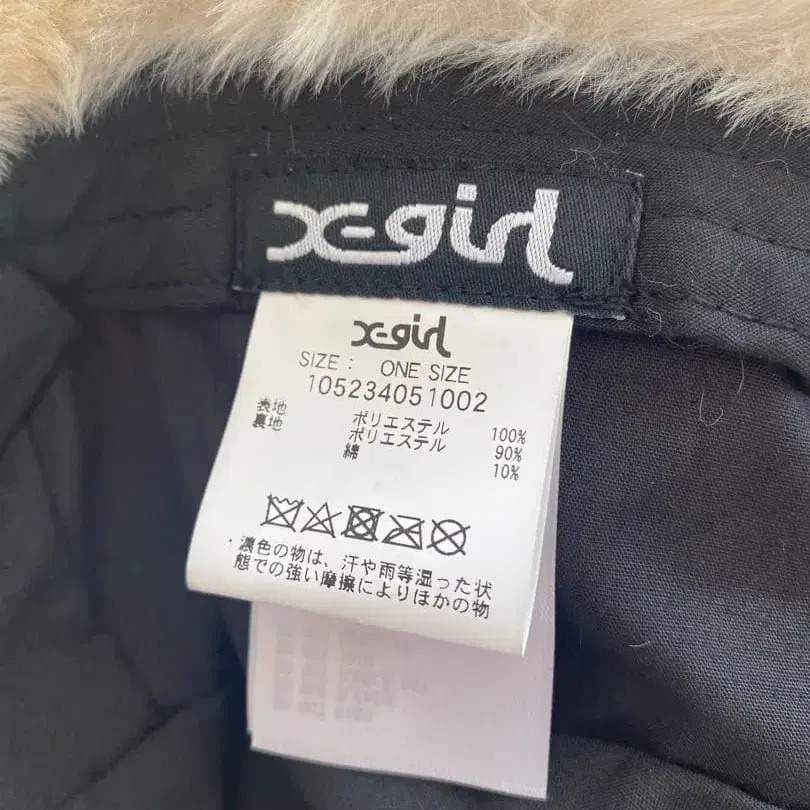 X-girl
X-girl
SIZE : ONE SIZE
105234051002
表地 ポリエステル 100%
裏地 ポリエステル 90%
綿 10%
・濃色の物は、汗や雨等湿った状
態での強い摩擦によりほかの物